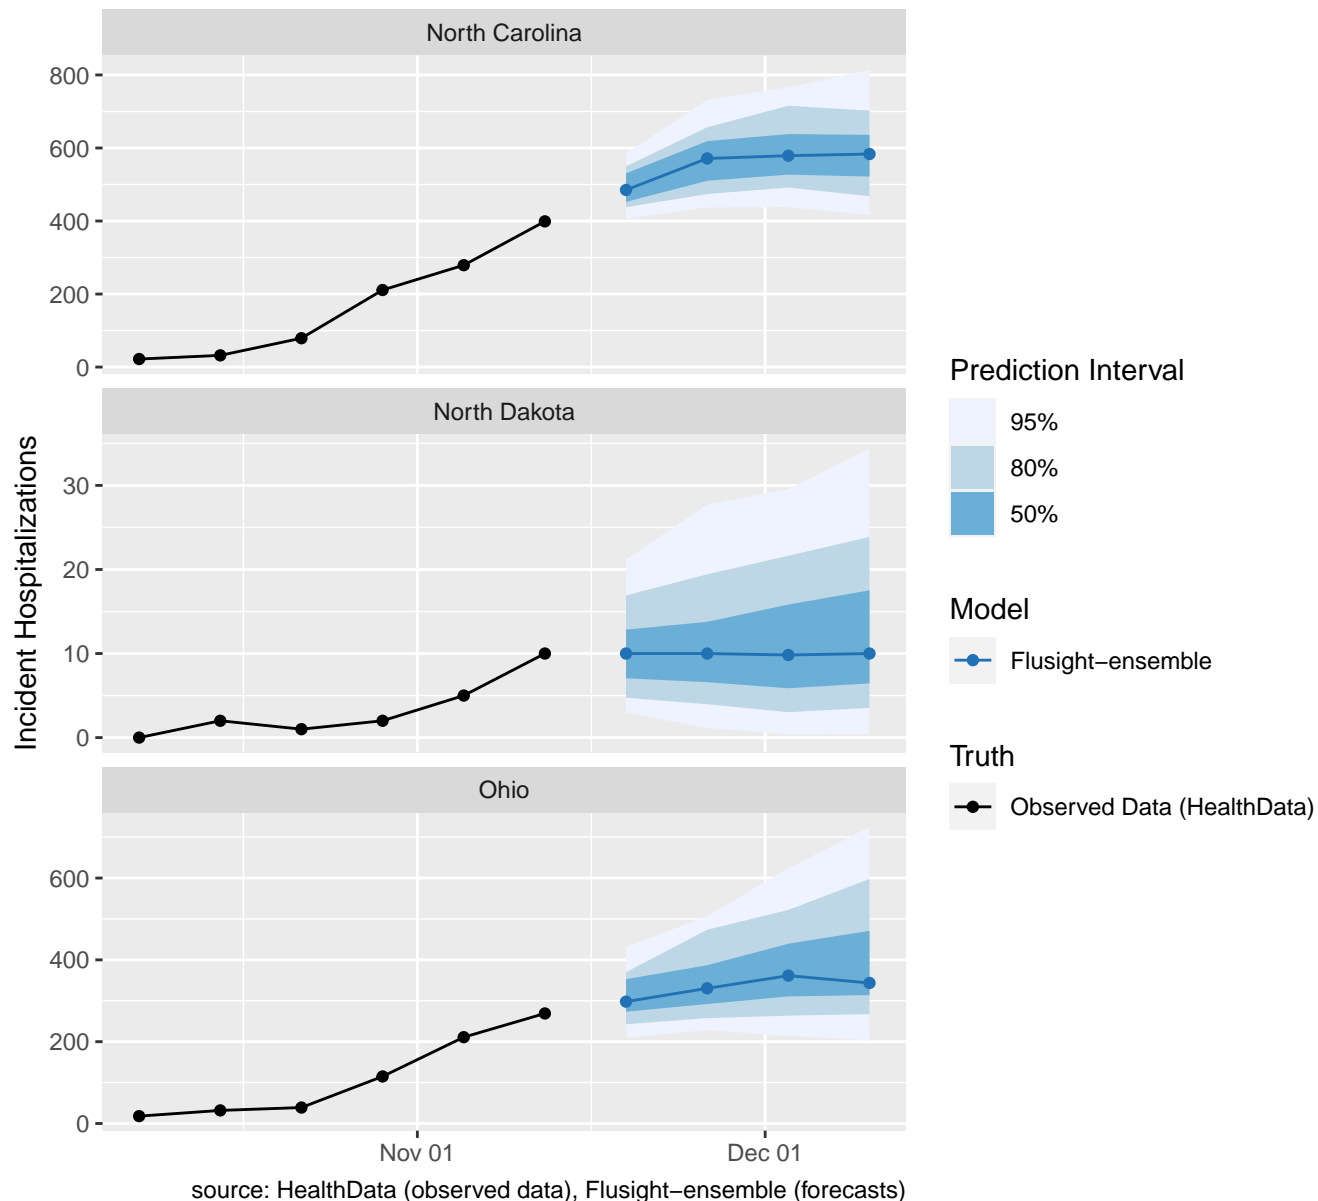 North Carolina
800
600
400
200
0
North Dakota
30
20
10
0
Ohio
600
400
200
0
Nov 01
Dec 01
Incident Hospitalizations
source: HealthData (observed data), Flusight−ensemble (forecasts)
Prediction Interval
95%
80%
50%
Model
Flusight−ensemble
Truth
Observed Data (HealthData)